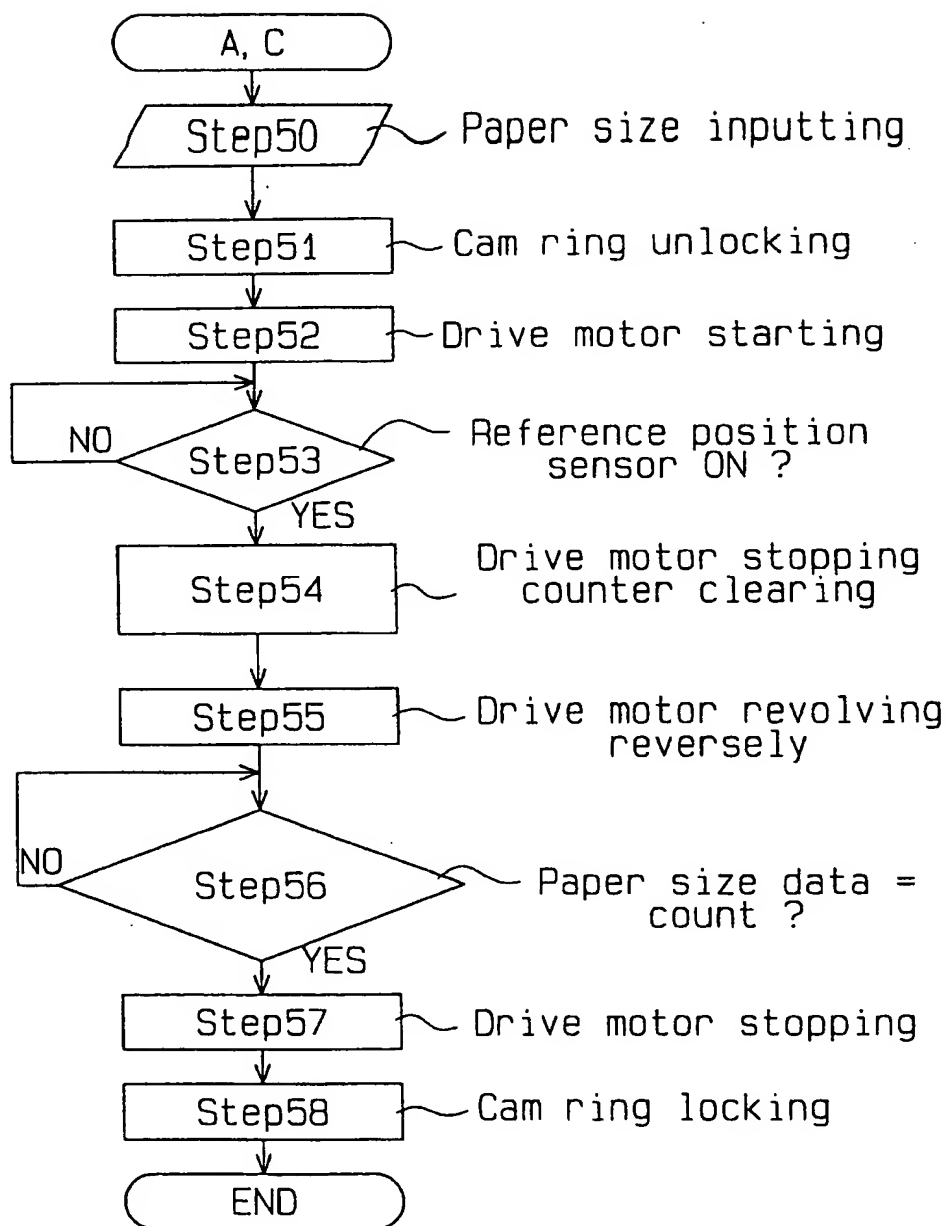 A, C
Step50
Paper size inputting
Step51
Cam ring unlocking
Step52
Drive motor starting
NO
Step53
Reference position
sensor ON ?
YES
Step54
Drive motor stopping
counter clearing
Step55
Drive motor revolving
reversely
NO
Step56
Paper size data =
count ?
YES
Step57
Drive motor stopping
Step58
Cam ring locking
END